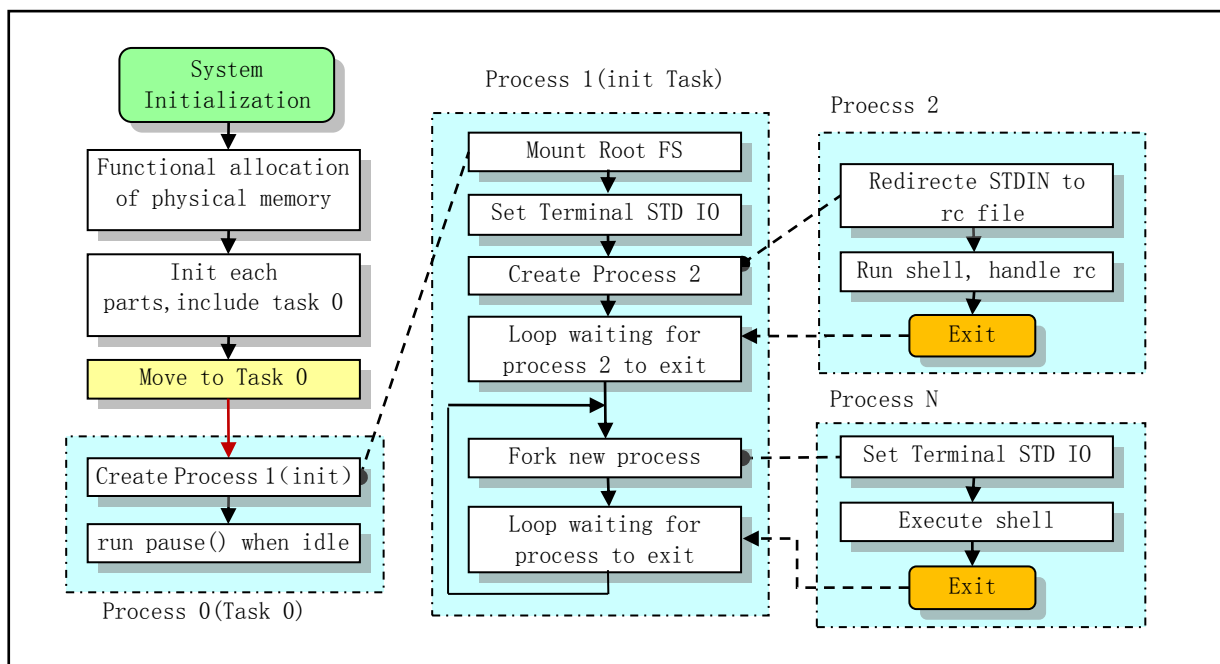 System
Initialization
Functional allocation
of physical memory
Init each
parts, include task 0
Move to Task 0
Create Process 1(init)
run pause() when idle
Process 0(Task 0)
Process 1(init Task)
Mount Root FS
Set Terminal STD IO
Create Process 2
Loop waiting for
process 2 to exit
Fork new process
Loop waiting for
process to exit
Proecss 2
Redirecte STDIN to
rc file
Run shell, handle rc
Exit
Process N
Set Terminal STD IO
Execute shell
Exit